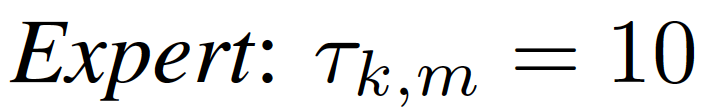 Expert: τ_{k,m} = 10